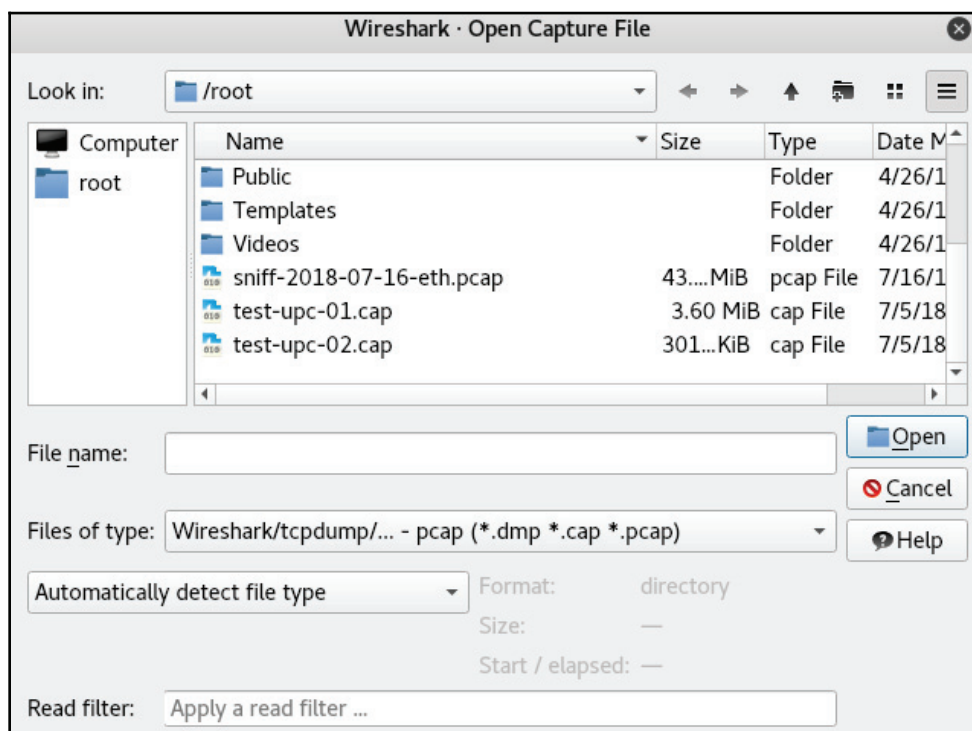 Wireshark · Open Capture File
Look in: /root
Computer
root
Name Size Type Date M
Public Folder 4/26/1
Templates Folder 4/26/1
Videos Folder 4/26/1
sniff-2018-07-16-eth.pcap 43....MiB pcap File 7/16/1
test-upc-01.cap 3.60 MiB cap File 7/5/18
test-upc-02.cap 301...KiB cap File 7/5/18
File name:
Open
Cancel
Files of type: Wireshark/tcpdump/... - pcap (*.dmp *.cap *.pcap)
Help
Automatically detect file type
Format: directory
Size: —
Start / elapsed: —
Read filter: Apply a read filter ...